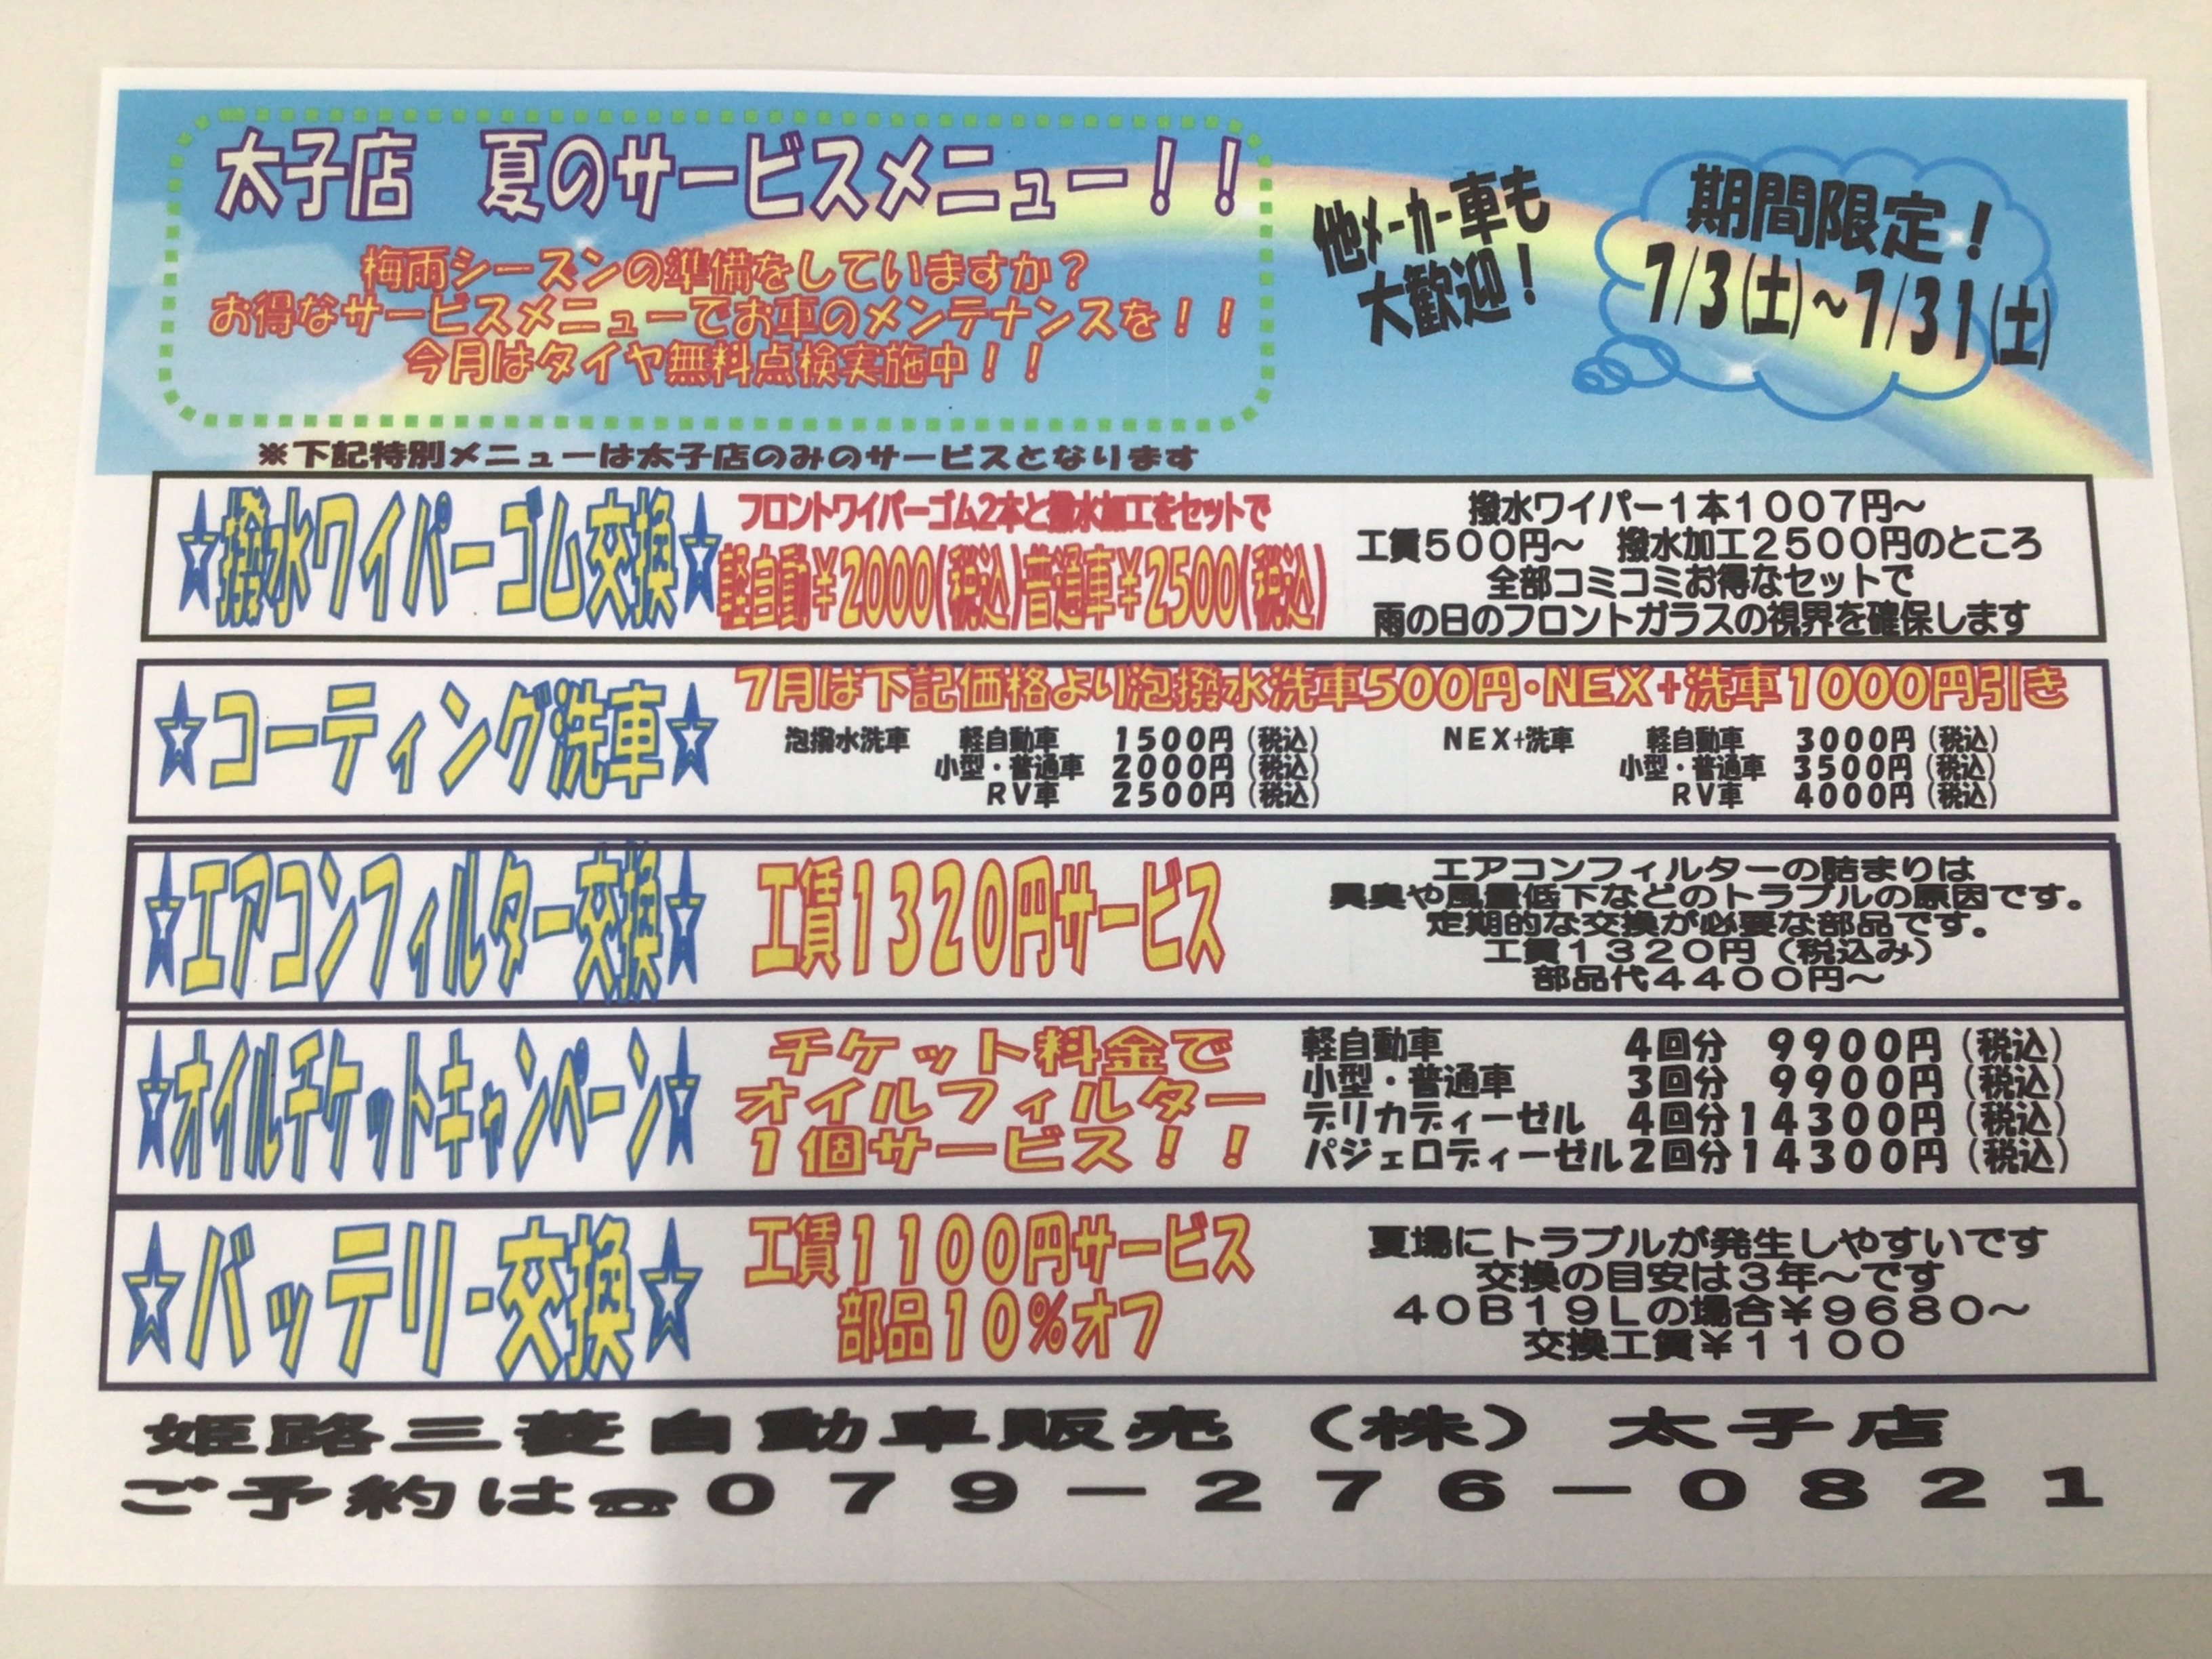 太子店　夏のサービスメニュー！！
梅雨シーズンの準備をしていますか？
お得なサービスメニューでお車のメンテナンスを！！
今月はタイヤ無料点検実施中！！
他メーカー車も
大歓迎！
期間限定！
7/3(土)～7/31(土)
※下記特別メニューは太子店のみのサービスとなります
☆撥水ワイパーゴム交換☆
フロントワイパーゴム2本と撥水加工をセットで
軽自動￥2000(税込)普通車￥2500(税込)
撥水ワイパー１本１００７円～
工賃５００円～　撥水加工２５００円のところ
全部コミコミお得なセットで
雨の日のフロントガラスの視界を確保します
☆コーティング洗車☆
7月は下記価格より泡撥水洗車500円・NEX+洗車1000円引き
泡撥水洗車　軽自動車　１５００円（税込）
小型・普通車　２０００円（税込）
ＲＶ車　２５００円（税込）
ＮＥＸ+洗車　軽自動車　３０００円（税込）
小型・普通車　３５００円（税込）
ＲＶ車　４０００円（税込）
☆エアコンフィルター交換☆
工賃１３２０円サービス
エアコンフィルターの詰まりは
異臭や風量低下などのトラブルの原因です。
定期的な交換が必要な部品です。
工賃１３２０円（税込み）
部品代４４００円～
☆オイルチケットキャンペーン☆
チケット料金で
オイルフィルター
１個サービス！！
軽自動車　４回分　９９００円（税込）
小型・普通車　３回分　９９００円（税込）
デリカディーゼル　４回分１４３００円（税込）
パジェロディーゼル２回分１４３００円（税込）
☆バッテリー交換☆
工賃１１００円サービス
部品１０％オフ
夏場にトラブルが発生しやすいです
交換の目安は３年～です
４０Ｂ１９Ｌの場合￥９６８０～
交換工賃￥１１００
姫路三菱自動車販売（株）　太子店
ご予約は☎０７９－２７６－０８２１